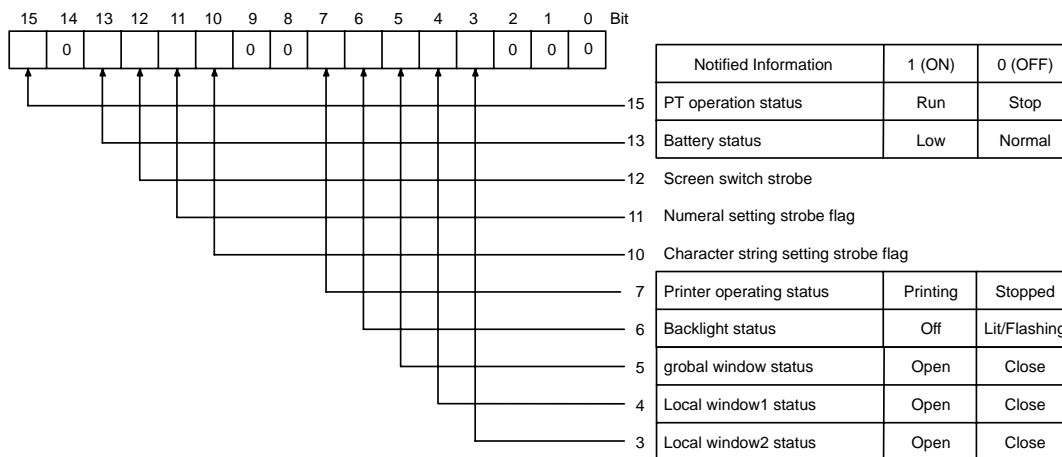 15 14 13 12 11 10 9 8 7 6 5 4 3 2 1 0 Bit
0 0 0 0 0 0
Notified Information 1 (ON) 0 (OFF)
15 PT operation status Run Stop
13 Battery status Low Normal
12 Screen switch strobe
11 Numeral setting strobe flag
10 Character string setting strobe flag
7 Printer operating status Printing Stopped
6 Backlight status Off Lit/Flashing
5 grobal window status Open Close
4 Local window1 status Open Close
3 Local window2 status Open Close